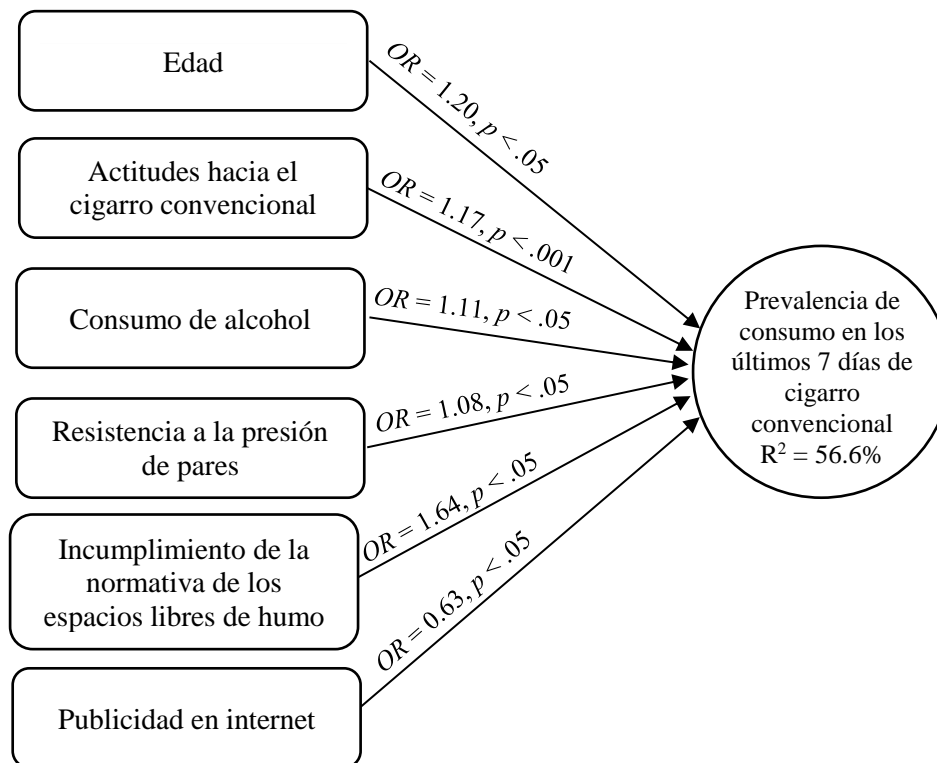 Edad
OR = 1.20, p < .05
Actitudes hacia el
cigarro convencional
OR = 1.17, p < .001
Consumo de alcohol
OR = 1.11, p < .05
Resistencia a la presión
de pares
OR = 1.08, p < .05
Incumplimiento de la
normativa de los
espacios libres de humo
OR = 1.64, p < .05
Publicidad en internet
OR = 0.63, p < .05
Prevalencia de
consumo en los
últimos 7 días de
cigarro
convencional
R² = 56.6%